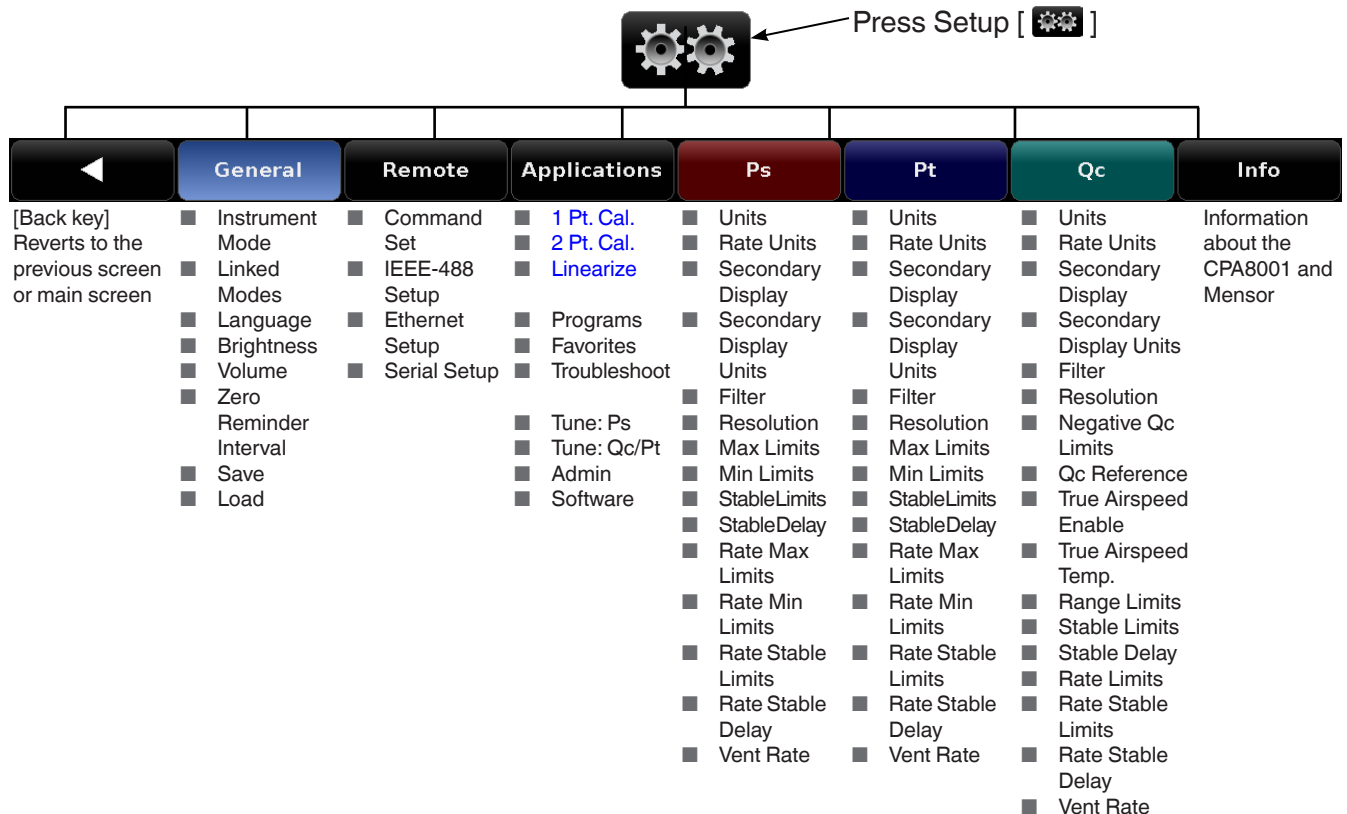 Press Setup [ ]
General
Remote
Applications
Ps
Pt
Qc
Info
[Back key]
Reverts to the
previous screen
or main screen
■ Instrument
Mode
■ Linked
Modes
■ Language
■ Brightness
■ Volume
■ Zero
Reminder
Interval
■ Save
■ Load
■ Command
Set
■ IEEE-488
Setup
■ Ethernet
Setup
■ Serial Setup
■ 1 Pt. Cal.
■ 2 Pt. Cal.
■ Linearize
■ Programs
■ Favorites
■ Troubleshoot
■ Tune: Ps
■ Tune: Qc/Pt
■ Admin
■ Software
■ Units
■ Rate Units
■ Secondary
Display
■ Secondary
Display
Units
■ Filter
■ Resolution
■ Max Limits
■ Min Limits
■ StableLimits
■ StableDelay
■ Rate Max
Limits
■ Rate Min
Limits
■ Rate Stable
Limits
■ Rate Stable
Delay
■ Vent Rate
■ Units
■ Rate Units
■ Secondary
Display
■ Secondary
Display
Units
■ Filter
■ Resolution
■ Max Limits
■ Min Limits
■ StableLimits
■ StableDelay
■ Rate Max
Limits
■ Rate Min
Limits
■ Rate Stable
Limits
■ Rate Stable
Delay
■ Vent Rate
■ Units
■ Rate Units
■ Secondary
Display
■ Secondary
Display Units
■ Filter
■ Resolution
■ Negative Qc
Limits
■ Qc Reference
■ True Airspeed
Enable
■ True Airspeed
Temp.
■ Range Limits
■ Stable Limits
■ Stable Delay
■ Rate Limits
■ Rate Stable
Limits
■ Rate Stable
Delay
■ Vent Rate
Information
about the
CPA8001 and
Mensor